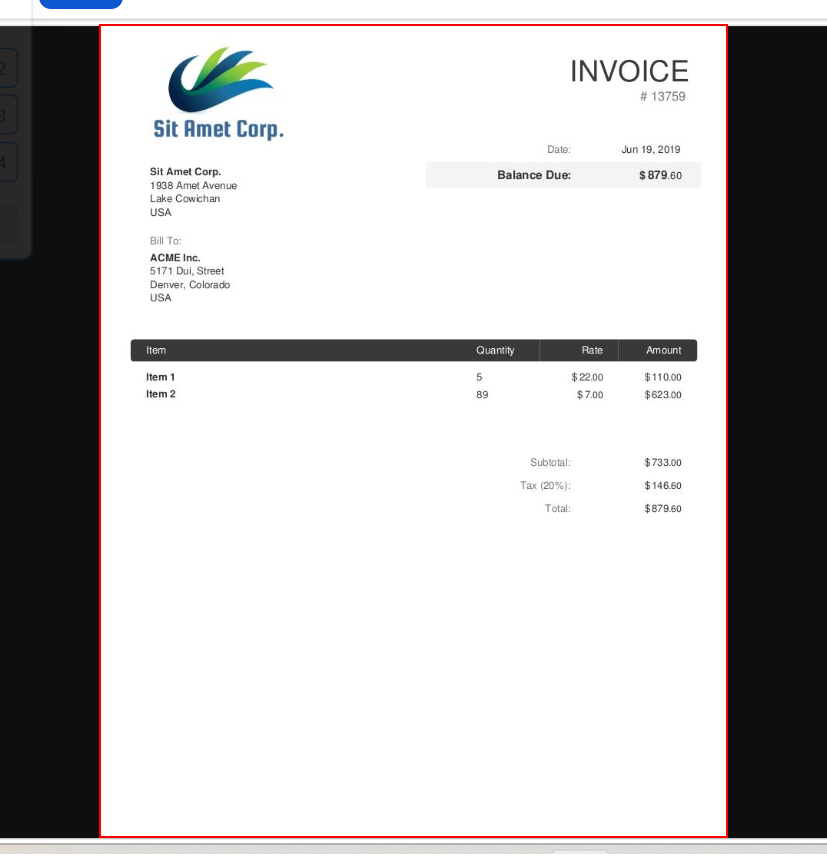 Sit Amet Corp.
INVOICE
# 13759
Date: Jun 19, 2019
Balance Due: $879.60
Sit Amet Corp.
1938 Amet Avenue
Lake Cowichan
USA
Bill To:
ACME Inc.
5171 Dui, Street
Denver, Colorado
USA
Item Quantity Rate Amount
Item 1 5 $22.00 $110.00
Item 2 89 $7.00 $623.00
Subtotal: $733.00
Tax (20%): $146.60
Total: $879.60